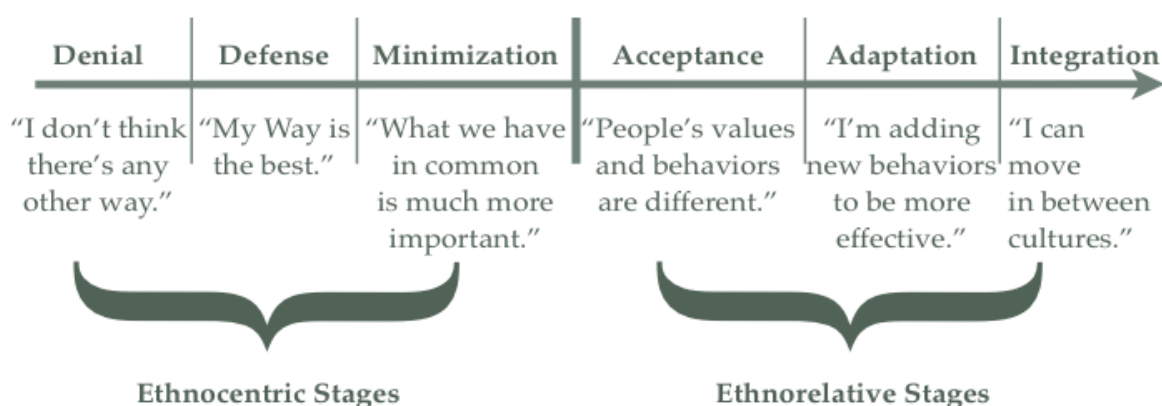 Denial
Defense
Minimization
Acceptance
Adaptation
Integration
“I don’t think
there’s any
other way.”
“My Way is
the best.”
“What we have
in common
is much more
important.”
“People’s values
and behaviors
are different.”
“I’m adding
new behaviors
to be more
effective.”
“I can
move
in between
cultures.”
Ethnocentric Stages
Ethnorelative Stages